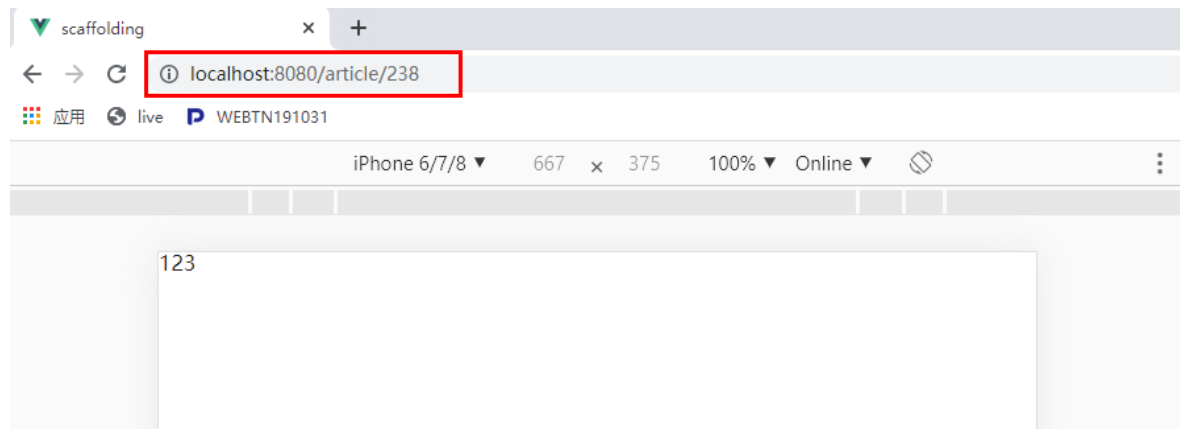 scaffolding
localhost:8080/article/238
应用 live WEBTN191031
iPhone 6/7/8 ▼ 667 × 375 100% ▼ Online ▼
123